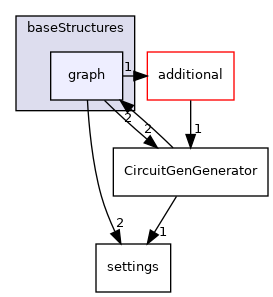 baseStructures
graph
1
additional
2
2
1
CircuitGenGenerator
2
1
settings